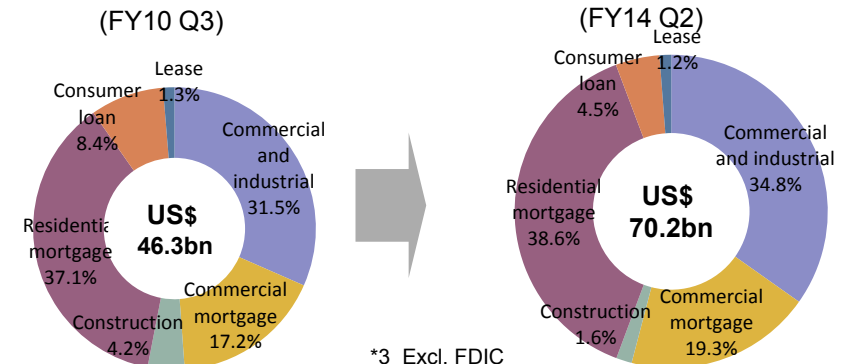 (FY10 Q3)
Lease
1.3%
Consumer
loan
8.4%
Commercial
and
industrial
31.5%
US$
46.3bn
Residentia
mortgage
37.1%
Commercial
mortgage
17.2%
Construction
4.2%
(FY14 Q2)
Lease
1.2%
Consumer
loan
4.5%
Commercial
and industrial
34.8%
US$
70.2bn
Residential
mortgage
38.6%
Commercial
mortgage
19.3%
Construction
1.6%
*3 Excl. FDIC